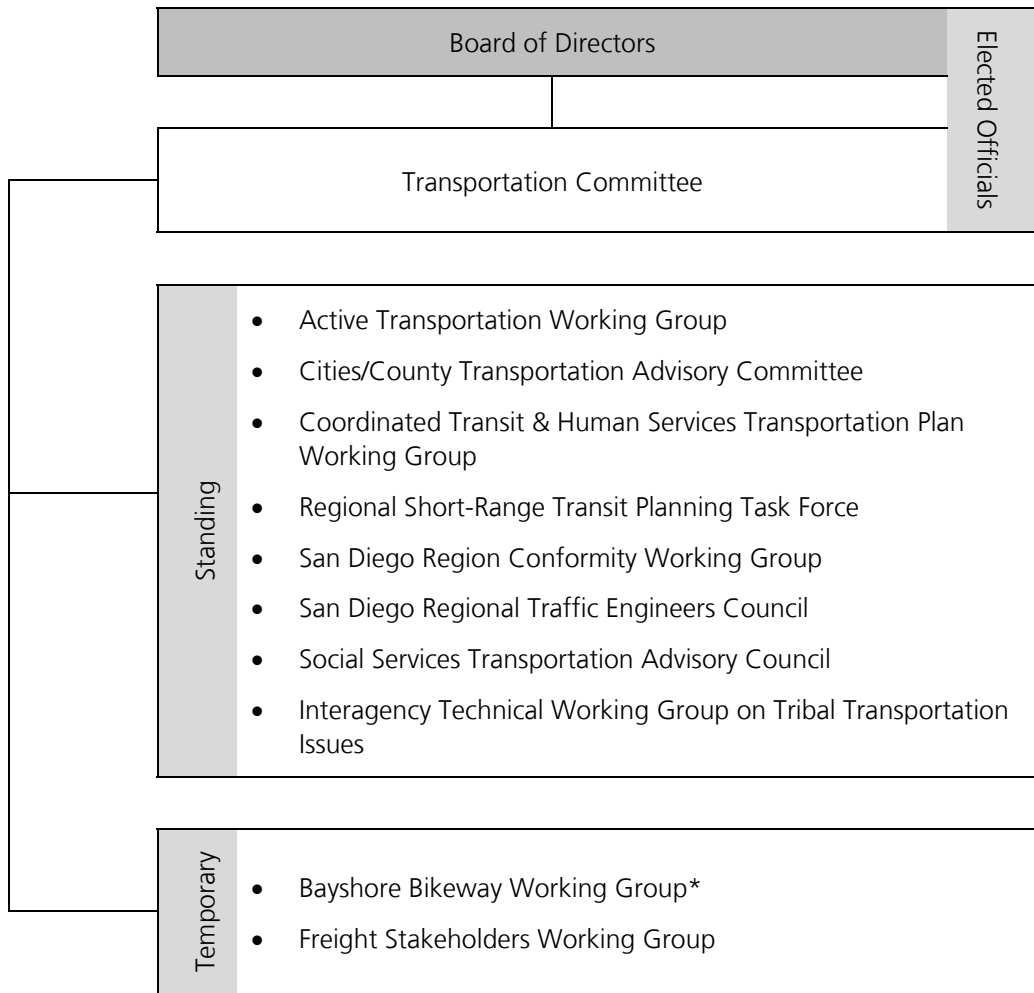 Board of Directors
Elected Officials
Transportation Committee
Standing
• Active Transportation Working Group
• Cities/County Transportation Advisory Committee
• Coordinated Transit & Human Services Transportation Plan
Working Group
• Regional Short-Range Transit Planning Task Force
• San Diego Region Conformity Working Group
• San Diego Regional Traffic Engineers Council
• Social Services Transportation Advisory Council
• Interagency Technical Working Group on Tribal Transportation
Issues
Temporary
• Bayshore Bikeway Working Group*
• Freight Stakeholders Working Group